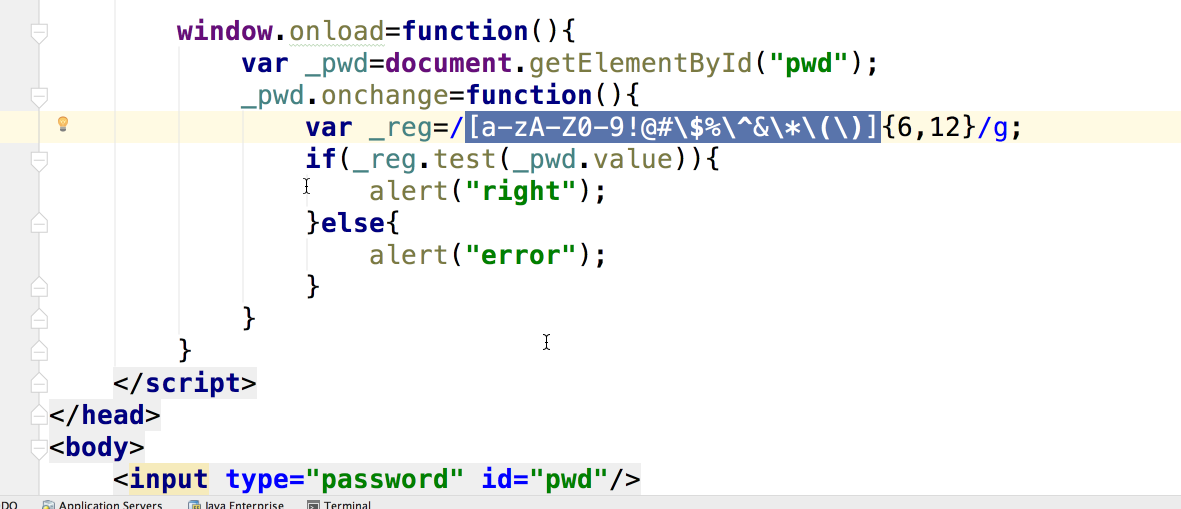 window.onload=function(){
var _pwd=document.getElementById("pwd");
_pwd.onchange=function(){
var _reg=/[a-zA-Z0-9!@#\$%\^&\*\(\)]{6,12}/g;
if(_reg.test(_pwd.value)){
alert("right");
}else{
alert("error");
}
}
}
</script>
</head>
<body>
<input type="password" id="pwd"/>
DO Application Servers Java Enterprise Terminal